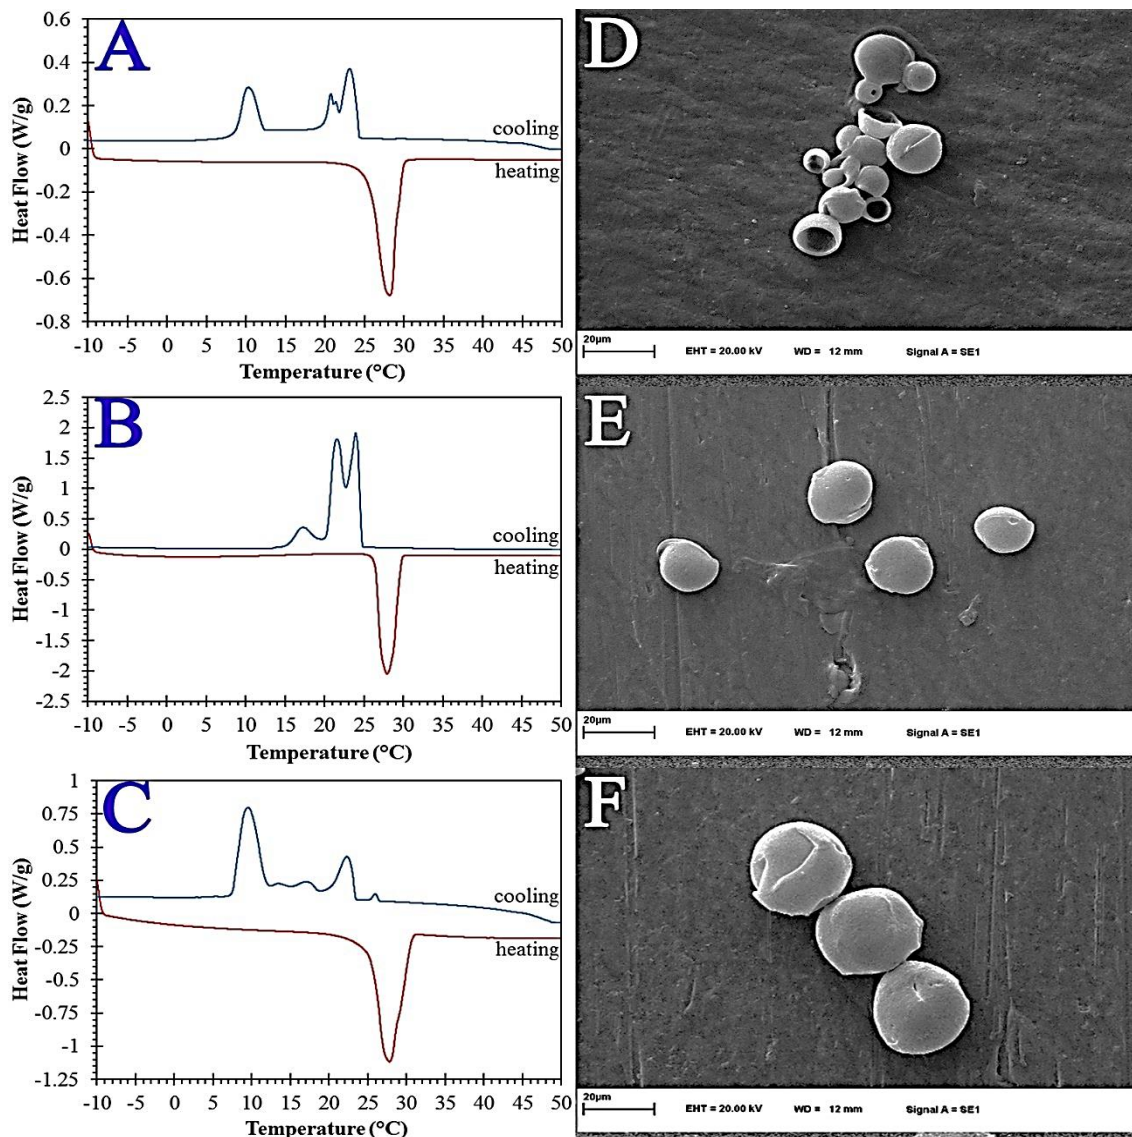 A
0.6
0.4
0.2
0
-0.2
-0.4
-0.6
-0.8
Heat Flow (W/g)
cooling
heating
-10 -5 0 5 10 15 20 25 30 35 40 45 50
Temperature (°C)
D
20µm
EHT = 20.00 kV WD = 12 mm Signal A = SE1
B
2.5
2
1.5
1
0.5
0
-0.5
-1
-1.5
-2
-2.5
Heat Flow (W/g)
cooling
heating
-10 -5 0 5 10 15 20 25 30 35 40 45 50
Temperature (°C)
E
20µm
EHT = 20.00 kV WD = 12 mm Signal A = SE1
C
1
0.75
0.5
0.25
0
-0.25
-0.5
-0.75
-1
-1.25
Heat Flow (W/g)
cooling
heating
-10 -5 0 5 10 15 20 25 30 35 40 45 50
Temperature (°C)
F
20µm
EHT = 20.00 kV WD = 12 mm Signal A = SE1